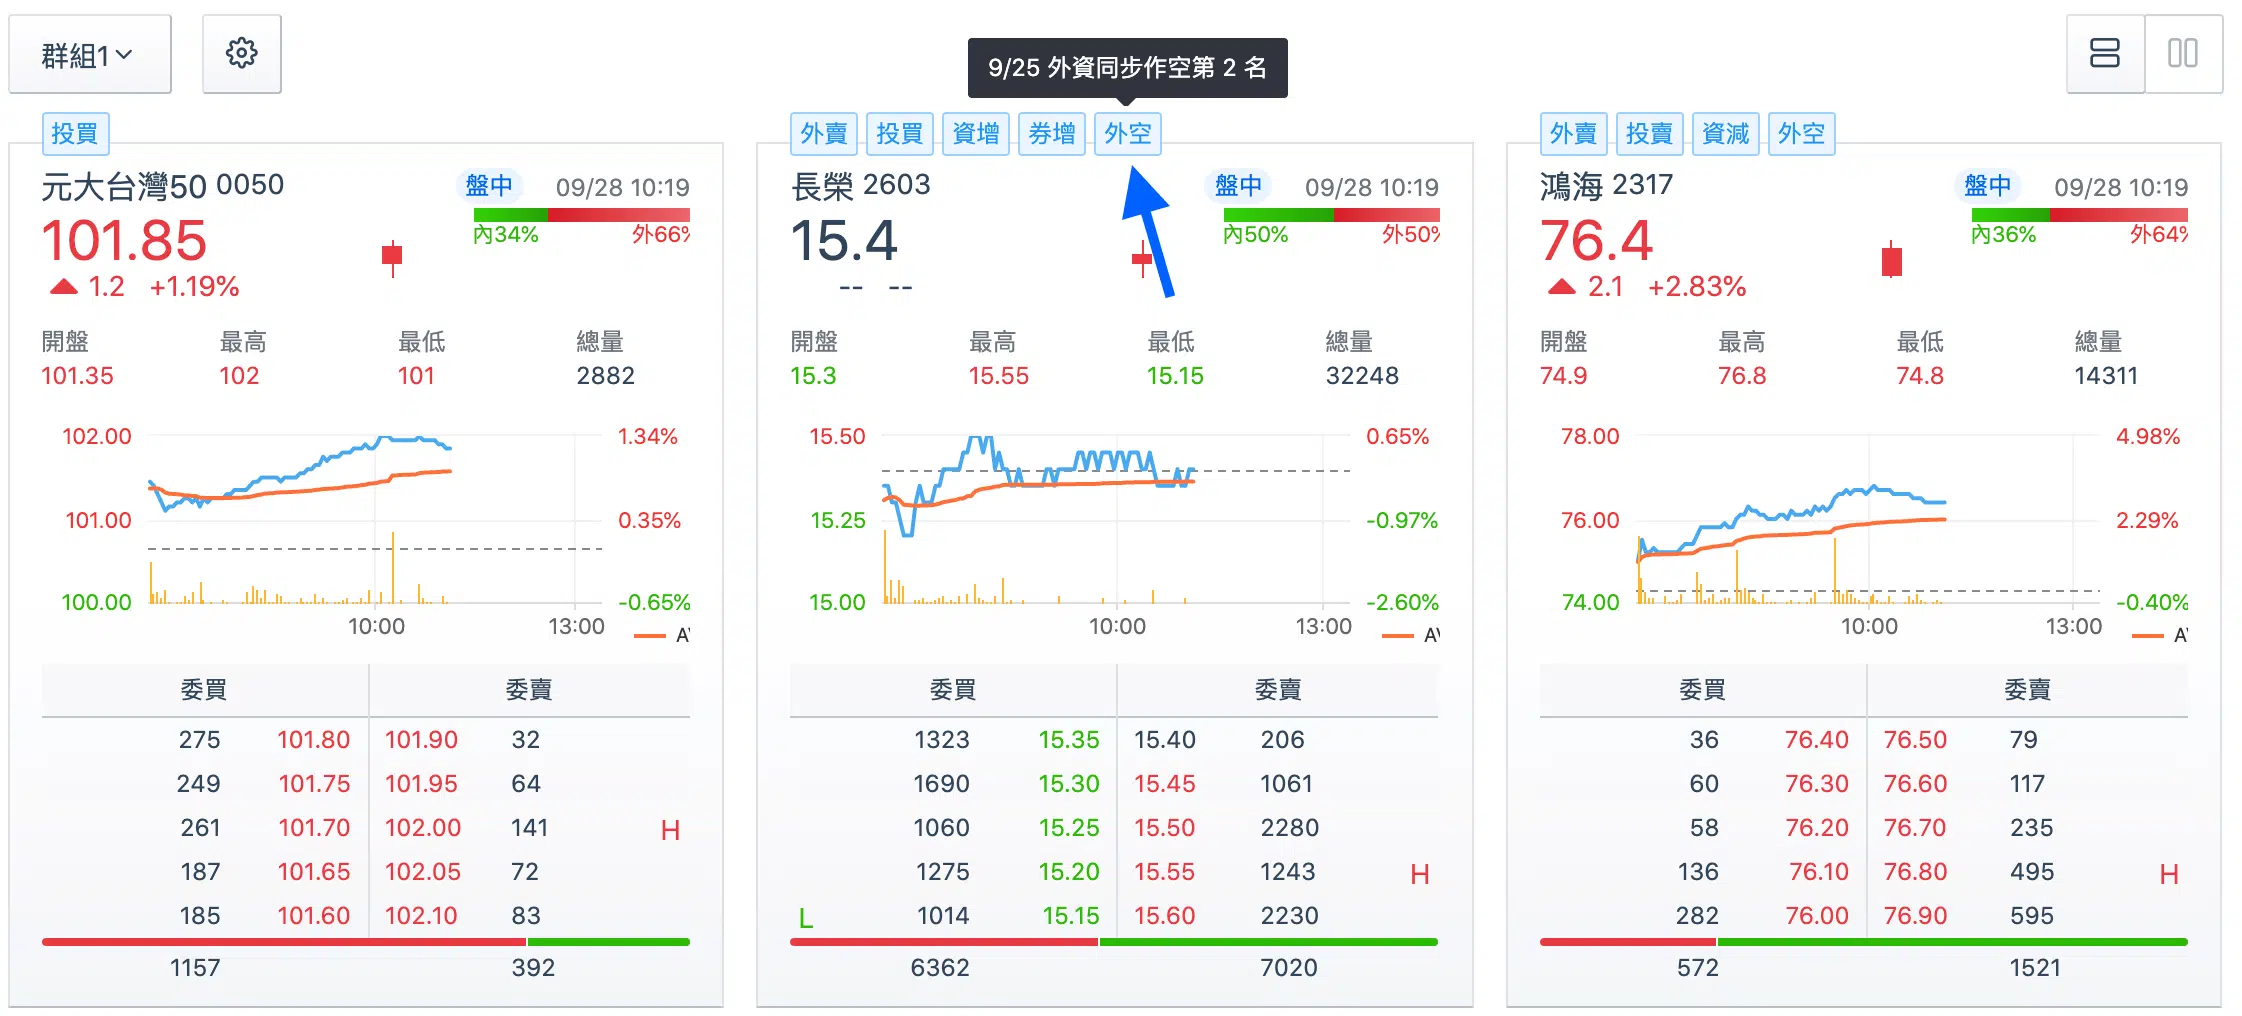 群組1
9/25 外資同步作空第 2 名
投買
元大台灣50 0050 盤中 09/28 10:19
101.85
內34% 外66%
1.2 +1.19%
開盤 最高 最低 總量
101.35 102 101 2882
102.00 1.34%
101.00 0.35%
100.00 -0.65%
10:00 13:00
委買 委賣
275 101.80 101.90 32
249 101.75 101.95 64
261 101.70 102.00 141 H
187 101.65 102.05 72
185 101.60 102.10 83
1157 392
外賣 投買 資增 券增 外空
長榮 2603 盤中 09/28 10:19
15.4
內50% 外50%
-- --
開盤 最高 最低 總量
15.3 15.55 15.15 32248
15.50 0.65%
15.25 -0.97%
15.00 -2.60%
10:00 13:00
委買 委賣
1323 15.35 15.40 206
1690 15.30 15.45 1061
1060 15.25 15.50 2280
1275 15.20 15.55 1243 H
L 1014 15.15 15.60 2230
6362 7020
外賣 投賣 資減 外空
鴻海 2317 盤中 09/28 10:19
76.4
內36% 外64%
2.1 +2.83%
開盤 最高 最低 總量
74.9 76.8 74.8 14311
78.00 4.98%
76.00 2.29%
74.00 -0.40%
10:00 13:00
委買 委賣
36 76.40 76.50 79
60 76.30 76.60 117
58 76.20 76.70 235
136 76.10 76.80 495 H
282 76.00 76.90 595
572 1521